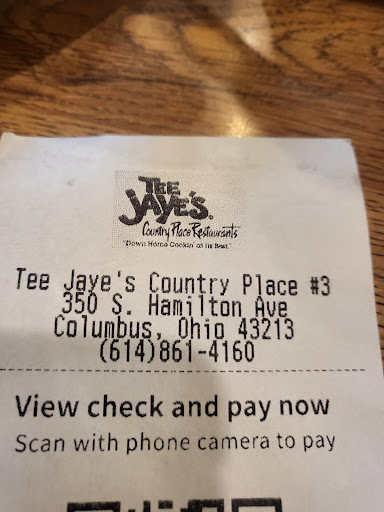 TEE
JAYE'S
Country Place Restaurants
"Down Home Cookin' at Its Best"
Tee Jaye's Country Place #3
350 S. Hamilton Ave
Columbus, Ohio 43213
(614)861-4160
View check and pay now
Scan with phone camera to pay